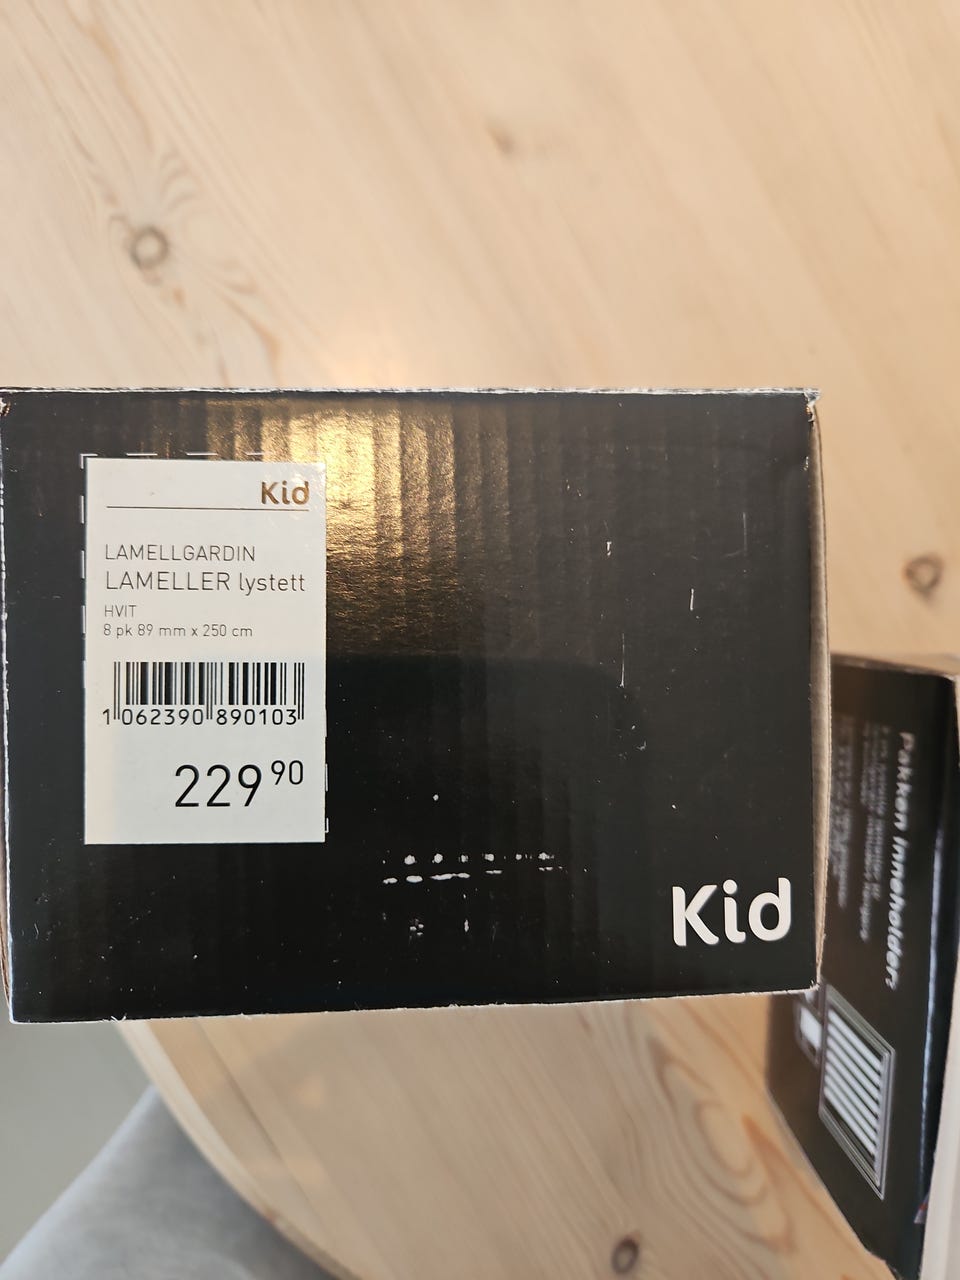 Kid
LAMELLGARDIN
LAMELLER lystett
HVIT
8 pk 89 mm x 250 cm
1 062390 890103
229 90
Kid
Pakken inneholder: